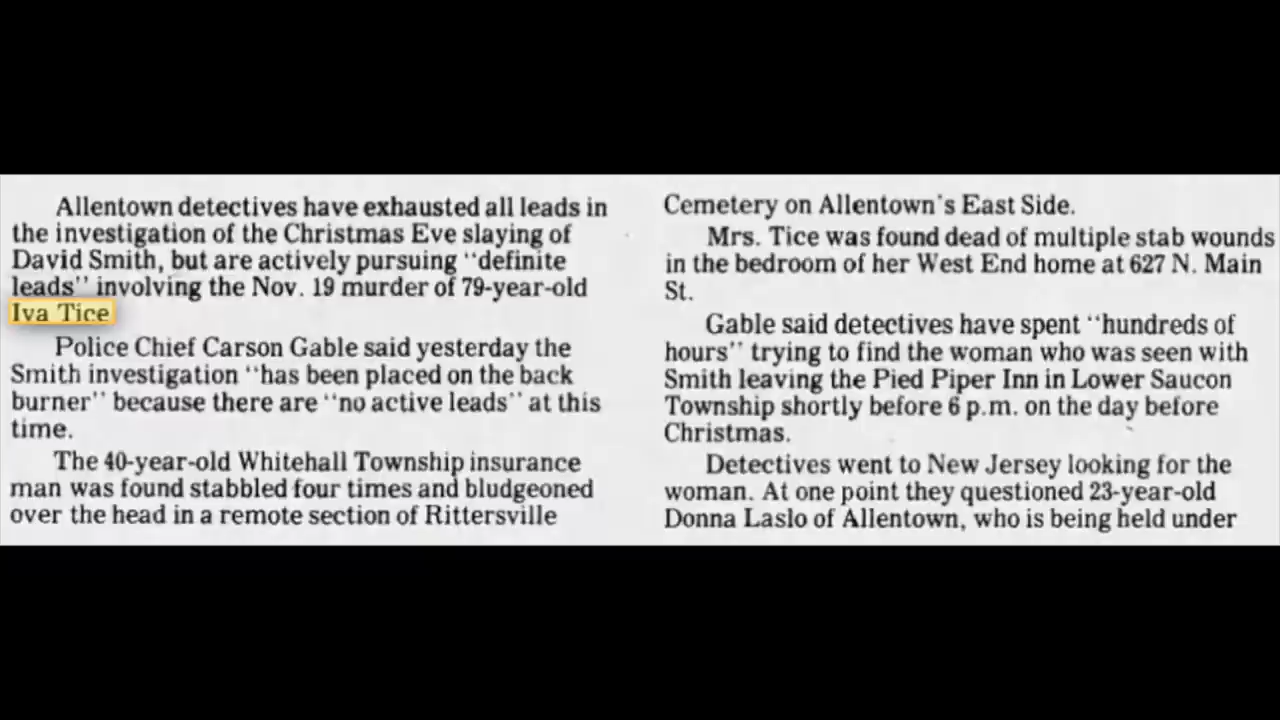 Allentown detectives have exhausted all leads in
the investigation of the Christmas Eve slaying of
David Smith, but are actively pursuing "definite
leads" involving the Nov. 19 murder of 79-year-old
Iva Tice
Police Chief Carson Gable said yesterday the
Smith investigation "has been placed on the back
burner" because there are "no active leads" at this
time.
The 40-year-old Whitehall Township insurance
man was found stabbled four times and bludgeoned
over the head in a remote section of Rittersville
Cemetery on Allentown's East Side.
Mrs. Tice was found dead of multiple stab wounds
in the bedroom of her West End home at 627 N. Main
St.
Gable said detectives have spent "hundreds of
hours" trying to find the woman who was seen with
Smith leaving the Pied Piper Inn in Lower Saucon
Township shortly before 6 p.m. on the day before
Christmas.
Detectives went to New Jersey looking for the
woman. At one point they questioned 23-year-old
Donna Laslo of Allentown, who is being held under